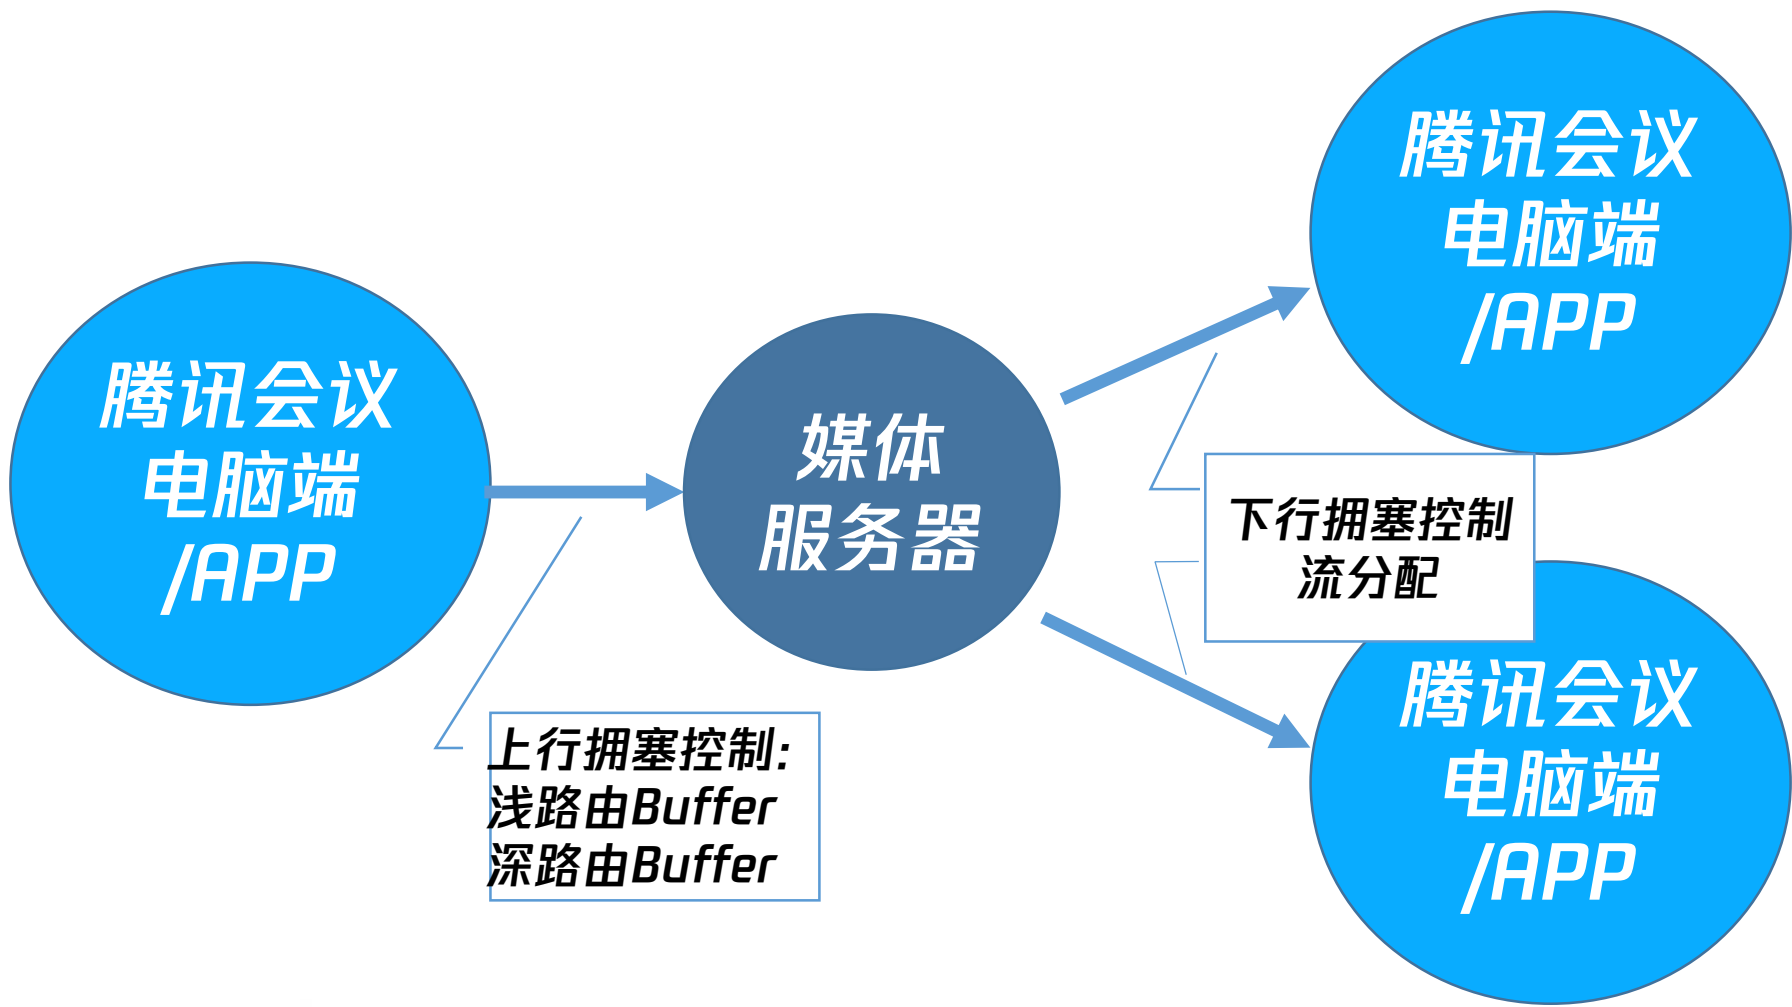 腾讯会议
电脑端
/APP
媒体
服务器
上行拥塞控制:
浅路由Buffer
深路由Buffer
腾讯会议
电脑端
/APP
下行拥塞控制
流分配
腾讯会议
电脑端
/APP